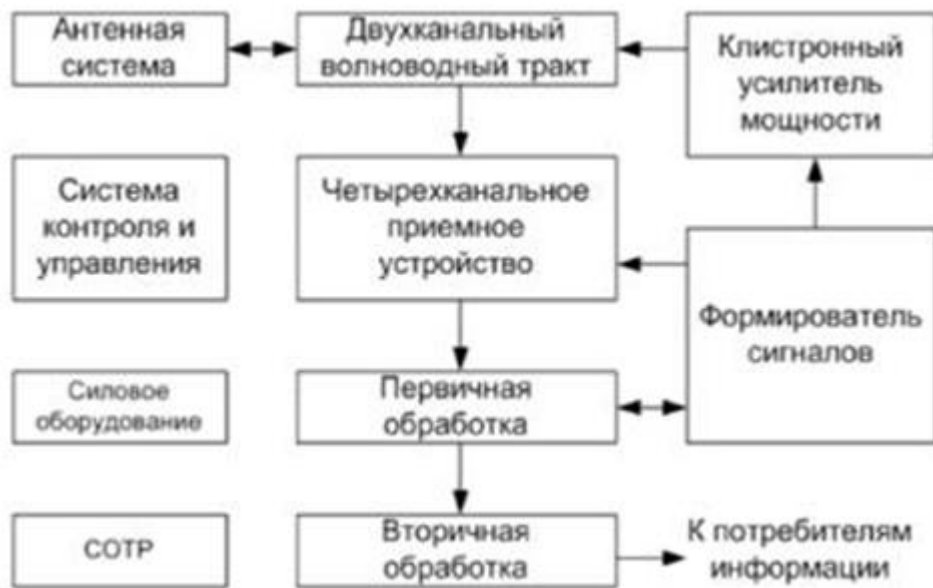 Антенная
система
Двухканальный
волноводный тракт
Клистронный
усилитель
мощности
Система
контроля и
управления
Четырехканальное
приемное
устройство
Формирователь
сигналов
Силовое
оборудование
Первичная
обработка
СОТР
Вторичная
обработка
К потребителям
информации